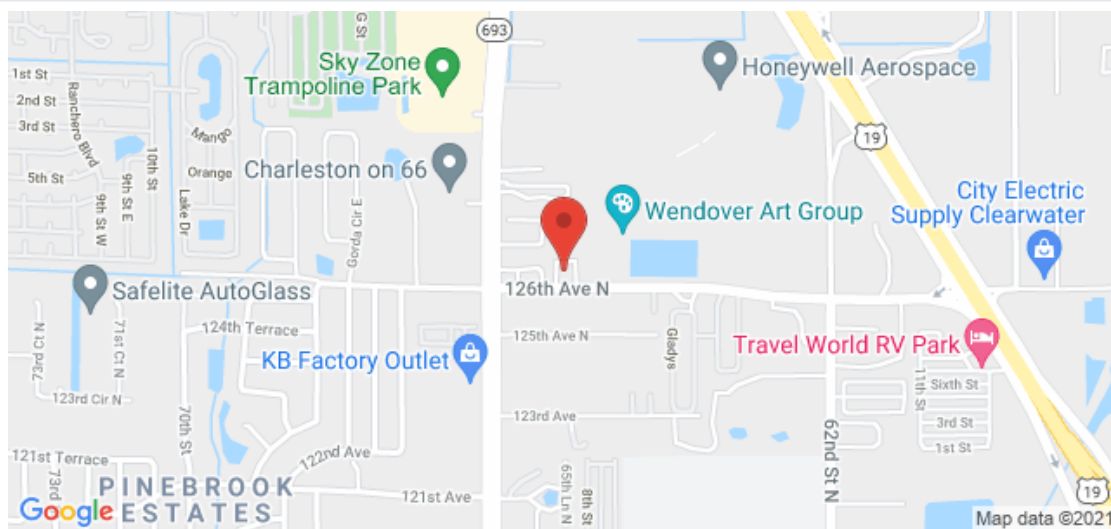 693
G St
Sky Zone
Trampoline Park
Honeywell Aerospace
1st St
2nd St
3rd St
Ranchero Blvd
Mango
10th St
19
5th St
Orange
9th St E
9th St W
Lake Dr
Charleston on 66
Gorda Cir E
Wendover Art Group
City Electric
Supply Clearwater
Safelite AutoGlass
126th Ave N
73rd Ct N
71st Ct N
124th Terrace
125th Ave N
Gladys
Travel World RV Park
KB Factory Outlet
123rd Cir N
70th St
123rd Ave
11th St
Sixth St
3rd St
1st St
62nd St N
121st Terrace
73rd
122nd Ave
65th Ln N
8th St
PINEBROOK
ESTATES
121st Ave
19
Google
Map data ©2021